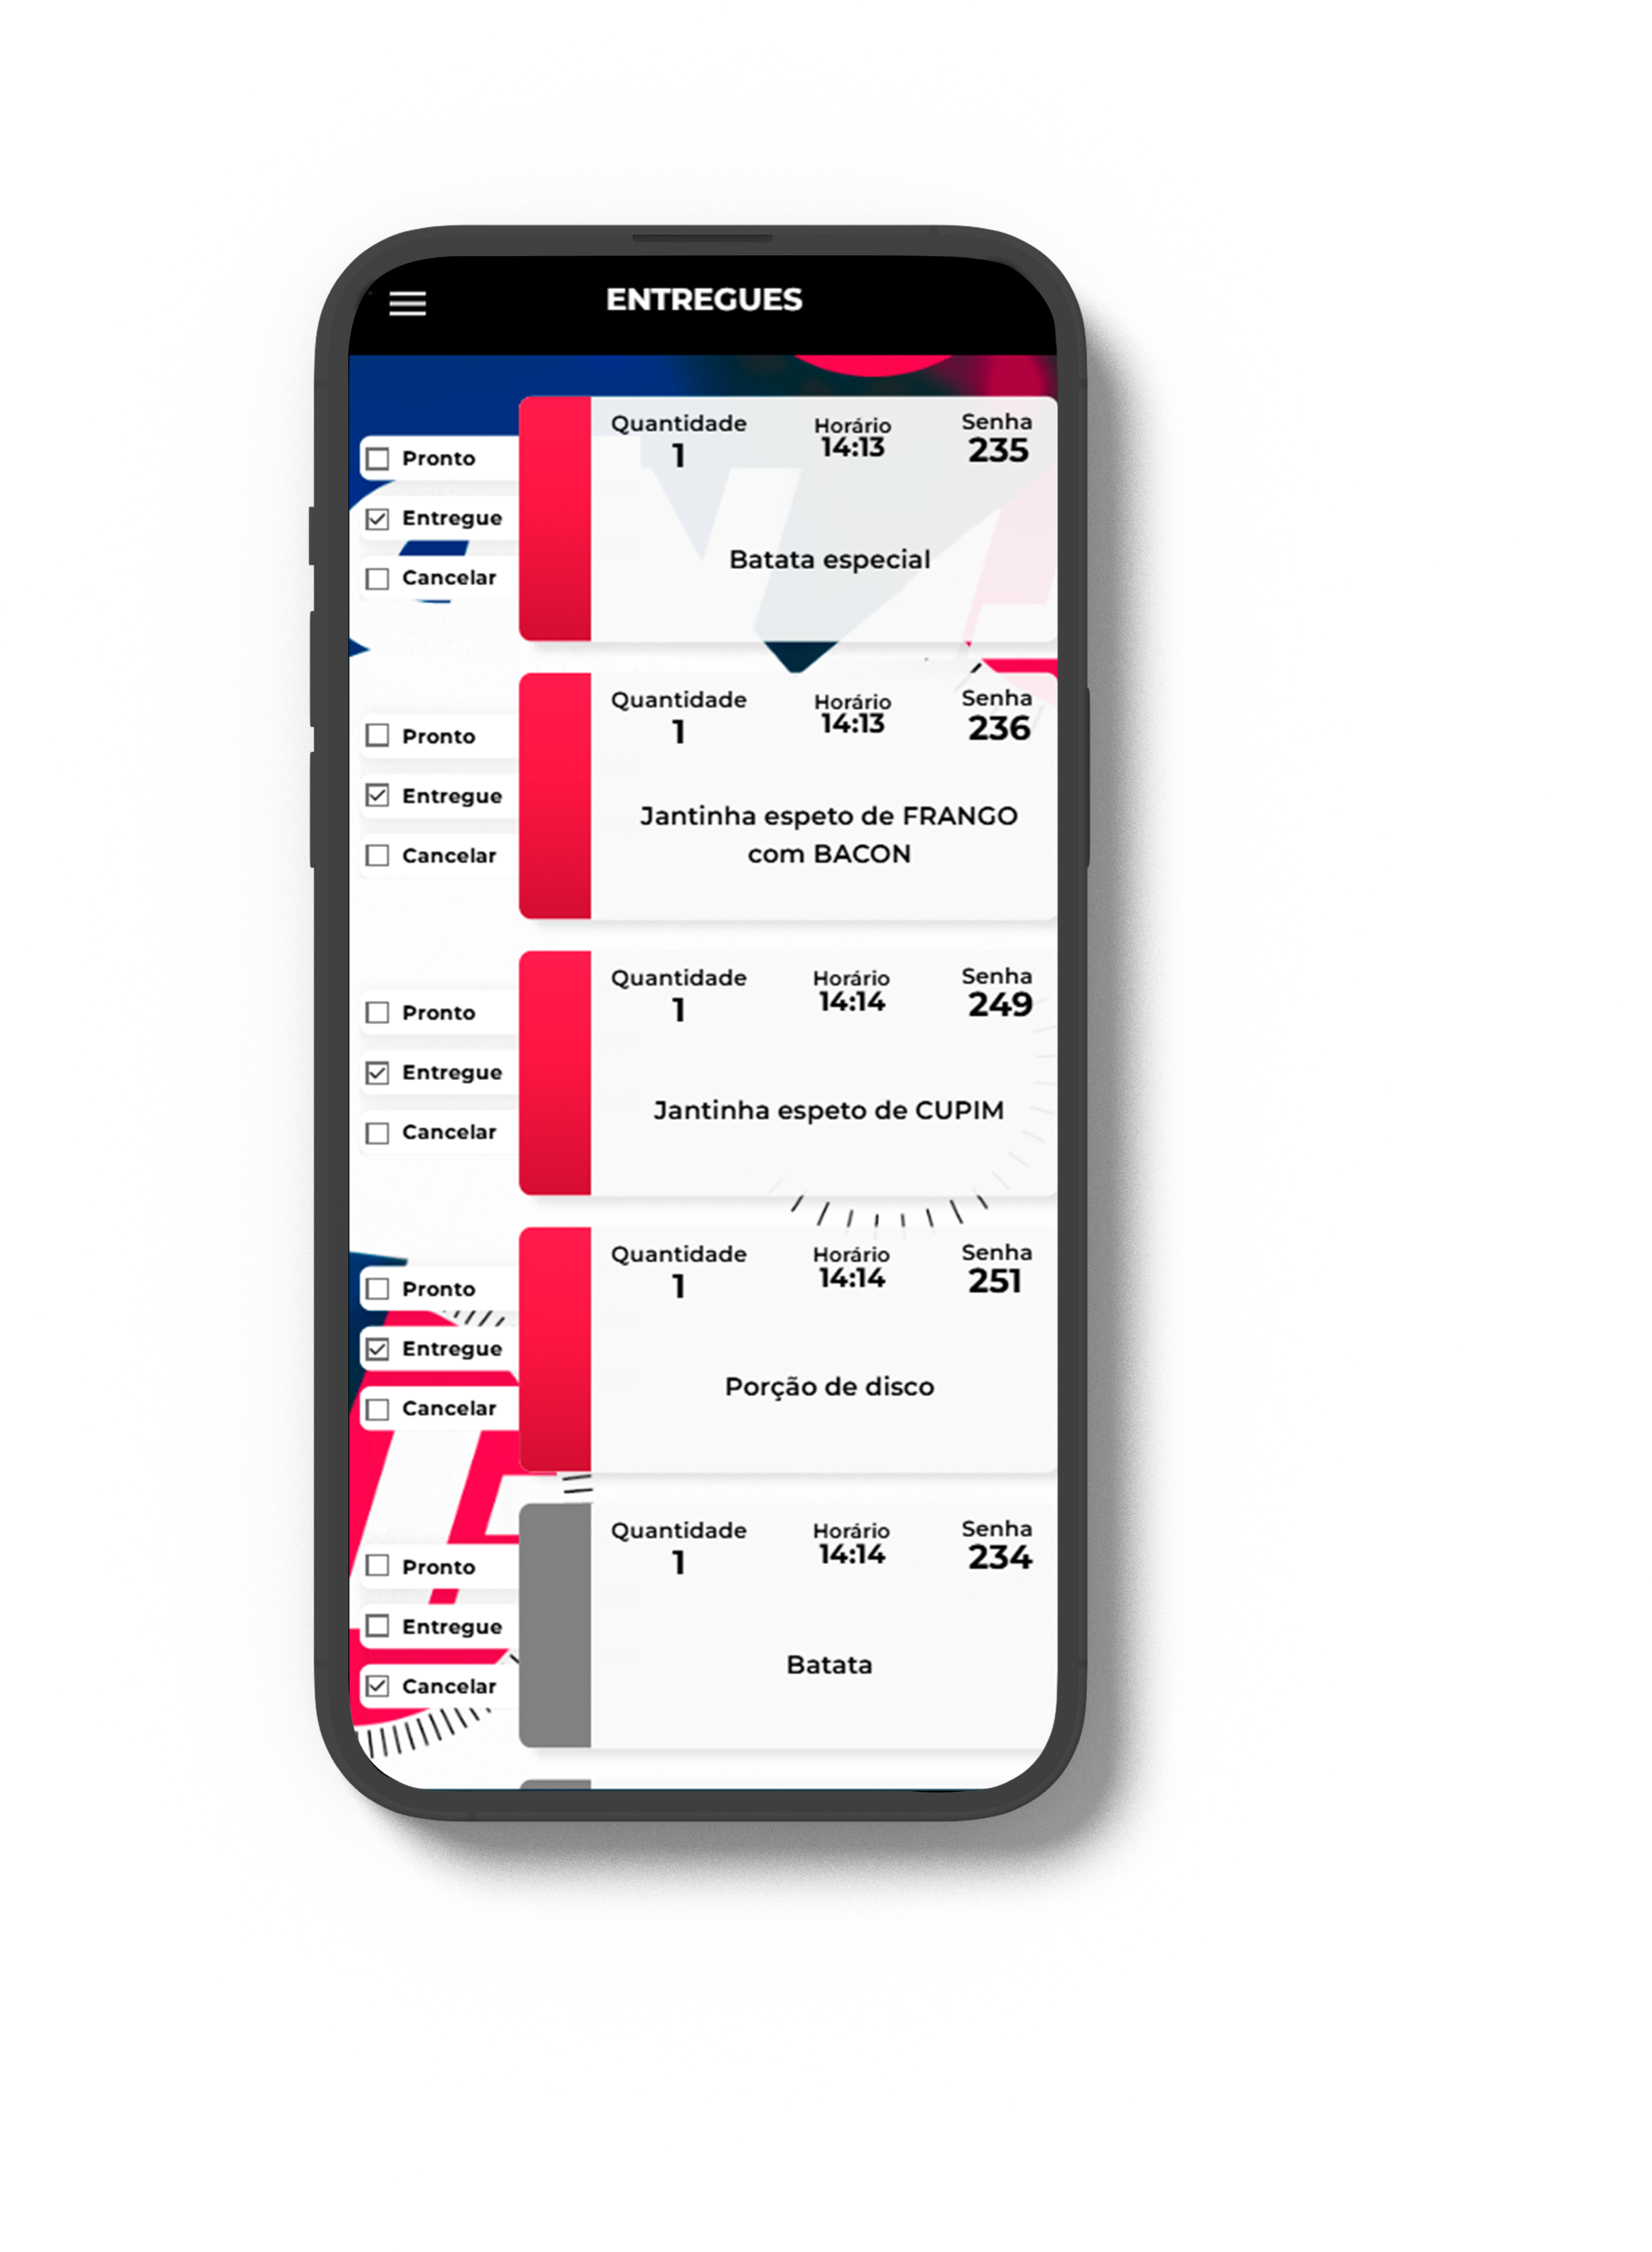 ENTREGUES
Pronto
Entregue
Cancelar
Quantidade
1
Horário
14:13
Senha
235
Batata especial
Pronto
Entregue
Cancelar
Quantidade
1
Horário
14:13
Senha
236
Jantinha espeto de FRANGO
com BACON
Pronto
Entregue
Cancelar
Quantidade
1
Horário
14:14
Senha
249
Jantinha espeto de CUPIM
Pronto
Entregue
Cancelar
Quantidade
1
Horário
14:14
Senha
251
Porção de disco
Pronto
Entregue
Cancelar
Quantidade
1
Horário
14:14
Senha
234
Batata